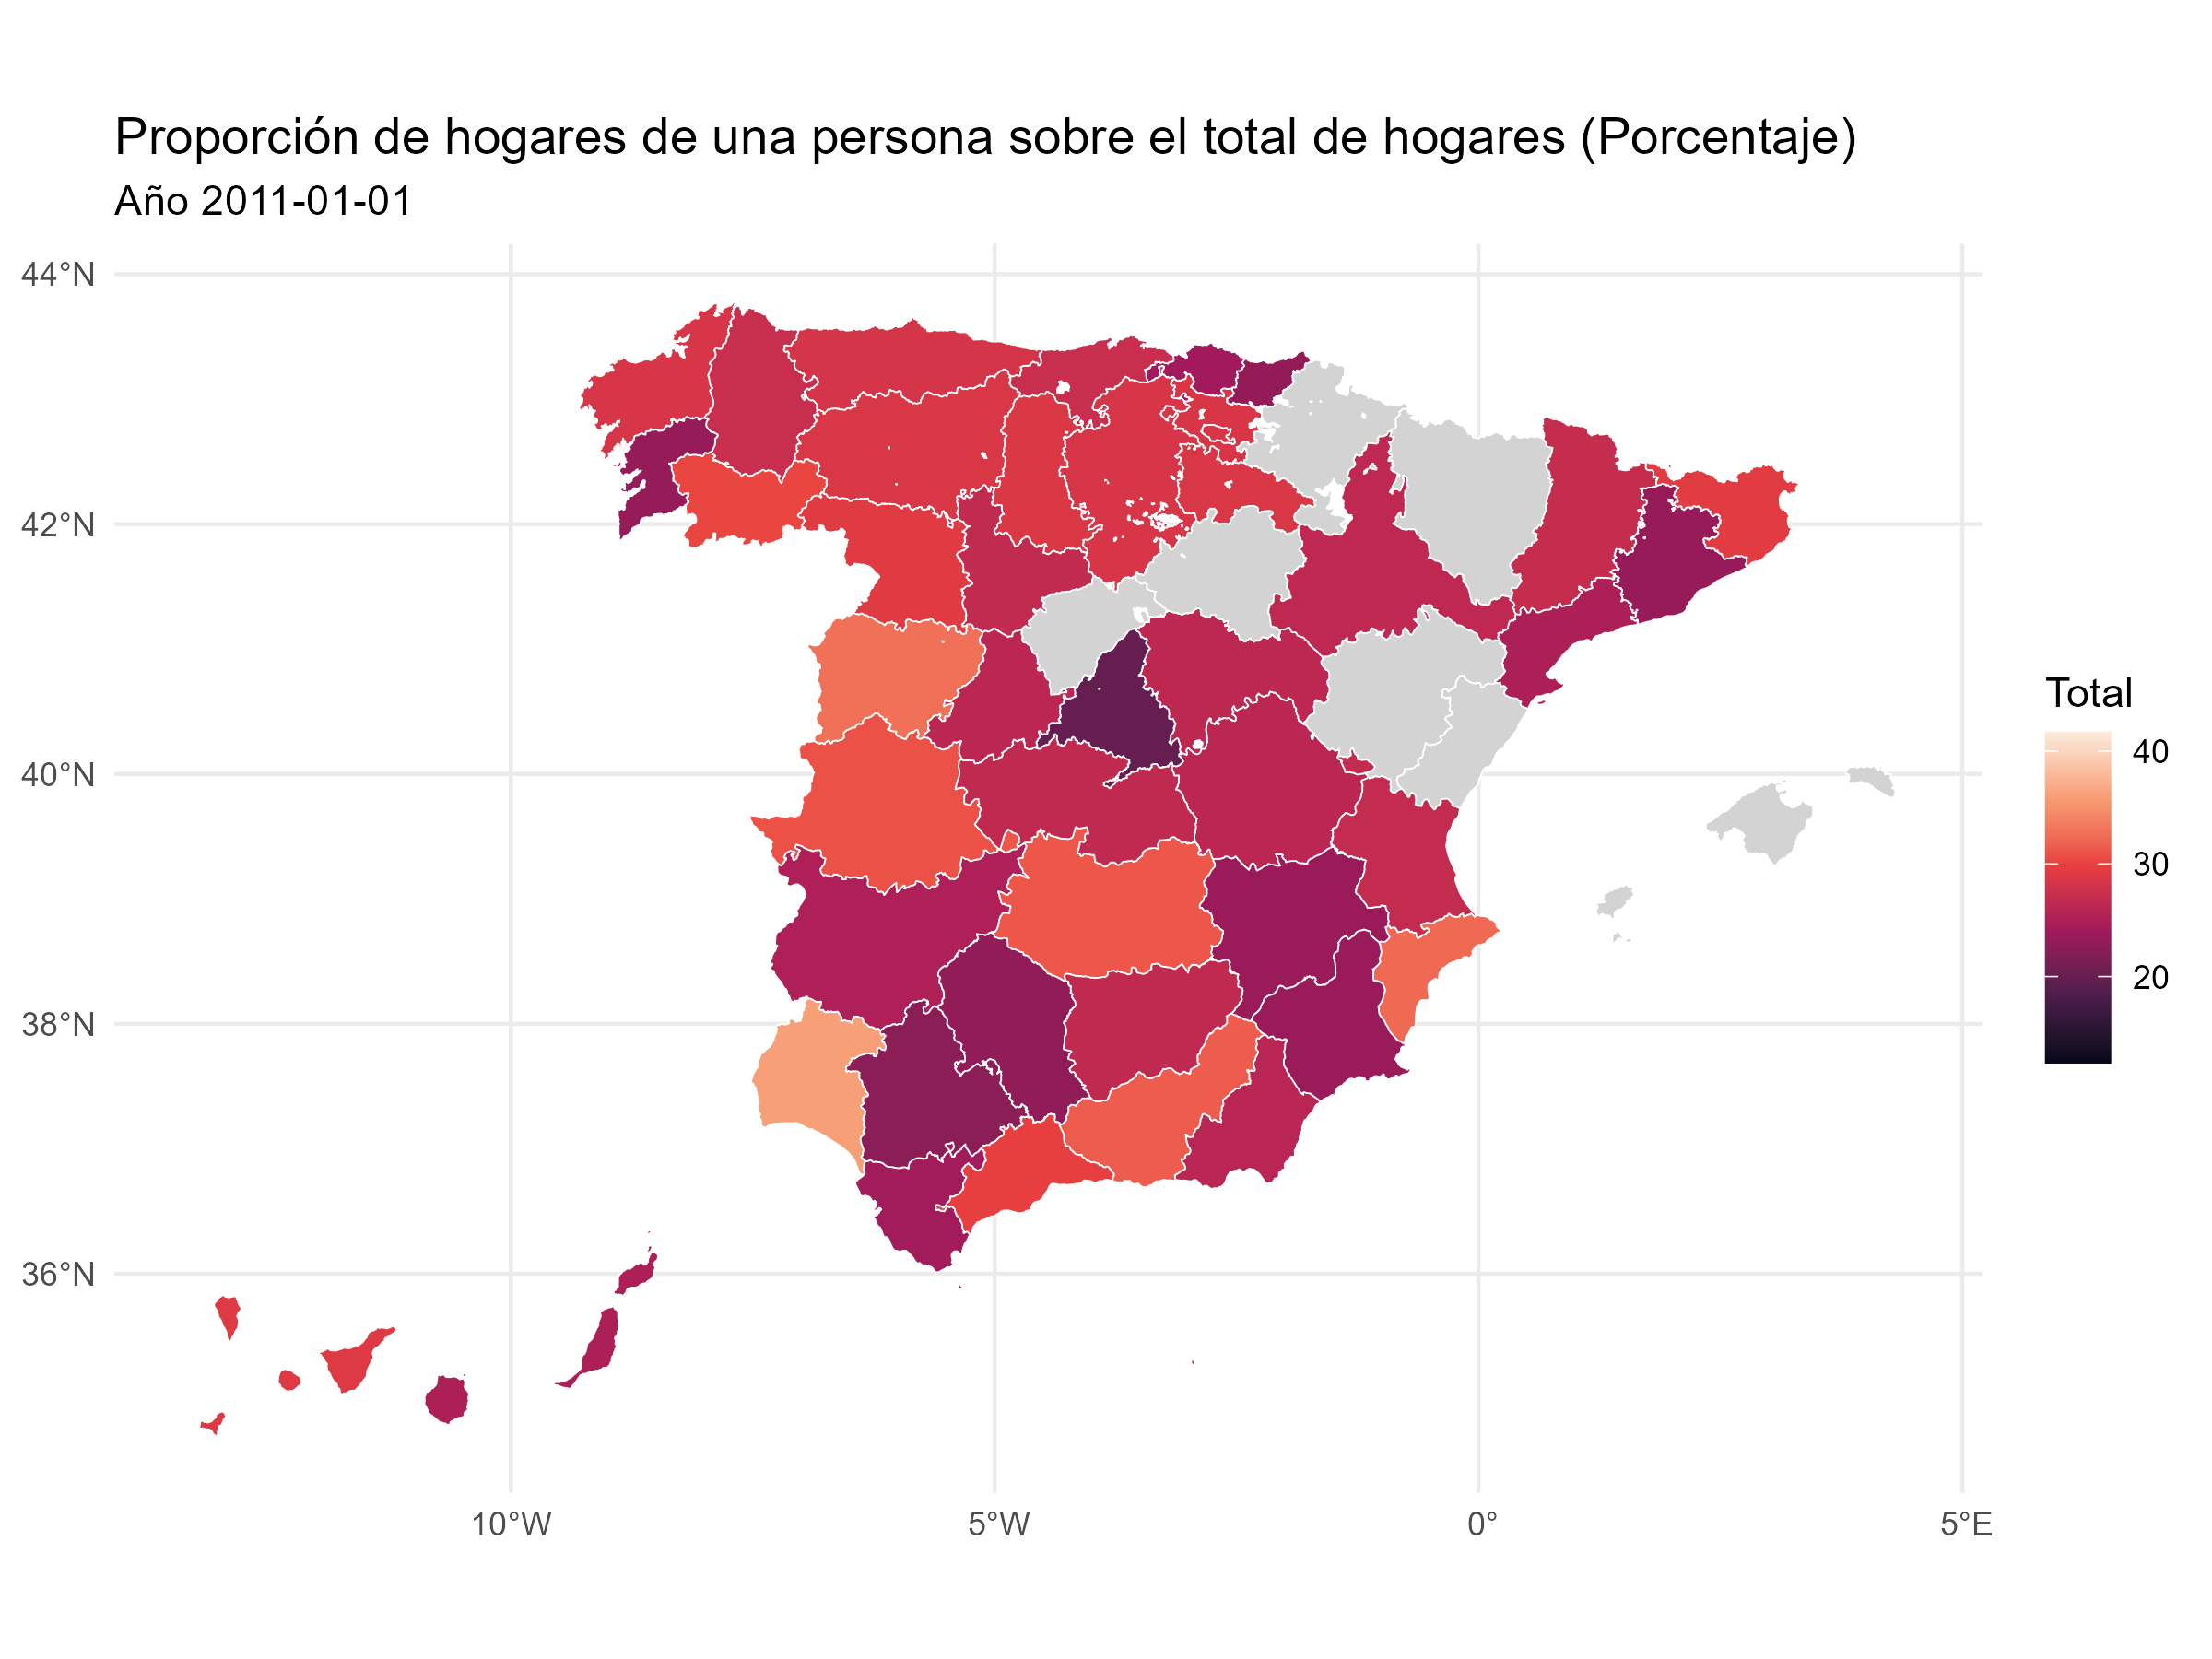 Proporción de hogares de una persona sobre el total de hogares (Porcentaje)
Año 2011-01-01
44°N
42°N
40°N
38°N
36°N
10°W
5°W
0°
5°E
Total
40
30
20